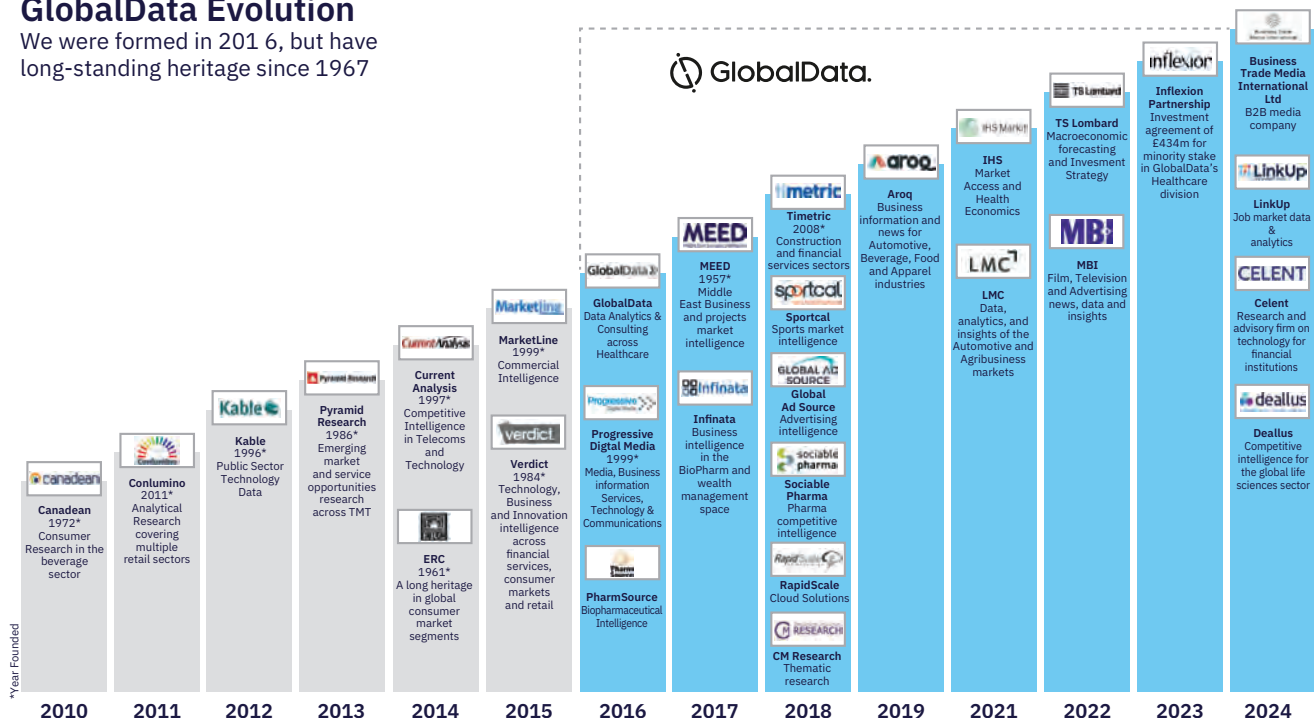 GlobalData Evolution
We were formed in 201 6, but have
long-standing heritage since 1967
GlobalData.
*Year Founded
canadean
Canadean
1972*
Consumer
Research in the
beverage
sector
2010
Conlumino
Conlumino
2011*
Analytical
Research
covering
multiple
retail sectors
2011
Kable
Kable
1996*
Public Sector
Technology
Data
2012
Pyramid Research
Pyramid
Research
1986*
Emerging
market
and service
opportunities
research
across TMT
2013
CurrentAnalysis
Current
Analysis
1997*
Competitive
Intelligence
in Telecoms
and
Technology
ERC
ERC
1961*
A long heritage
in global
consumer
market
segments
2014
Marketline
MarketLine
1999*
Commercial
Intelligence
verdict
Verdict
1984*
Technology,
Business
and Innovation
intelligence
across
financial
services,
consumer
markets
and retail
2015
GlobalData
GlobalData
Data Analytics &
Consulting
across
Healthcare
Progressive
Digital Media
Progressive
Digtal Media
1999*
Media, Business
information
Services,
Technology &
Communications
Pharm
Source
PharmSource
Biopharmaceutical
Intelligence
2016
MEED
MEED
1957*
Middle
East Business
and projects
market
intelligence
Infinata
Infinata
Business
intelligence
in the
BioPharm and
wealth
management
space
2017
timetric
Timetric
2008*
Construction
and financial
services sectors
sportcal
Sportcal
Sports market
intelligence
GLOBAL AD
SOURCE
Global
Ad Source
Advertising
intelligence
sociable
pharma
Sociable
Pharma
Pharma
competitive
intelligence
RapidScale
RapidScale
Cloud Solutions
CM RESEARCH
CM Research
Thematic
research
2018
aroq
Aroq
Business
information and
news for
Automotive,
Beverage, Food
and Apparel
industries
2019
IHS Markit
IHS
Market
Access and
Health
Economics
LMC
LMC
Data,
analytics, and
insights of the
Automotive and
Agribusiness
markets
2021
TS Lombard
TS Lombard
Macroeconomic
forecasting
and Invesment
Strategy
MBI
MBI
Film, Television
and Advertising
news, data and
insights
2022
inflexion
Inflexion
Partnership
Investment
agreement of
£434m for
minority stake
in GlobalData's
Healthcare
division
2023
Business
Trade Media
International
Ltd
B2B media
company
LinkUp
LinkUp
Job market data
&
analytics
CELENT
Celent
Research and
advisory firm on
technology for
financial
institutions
deallus
Deallus
Competitive
intelligence for
the global life
sciences sector
2024